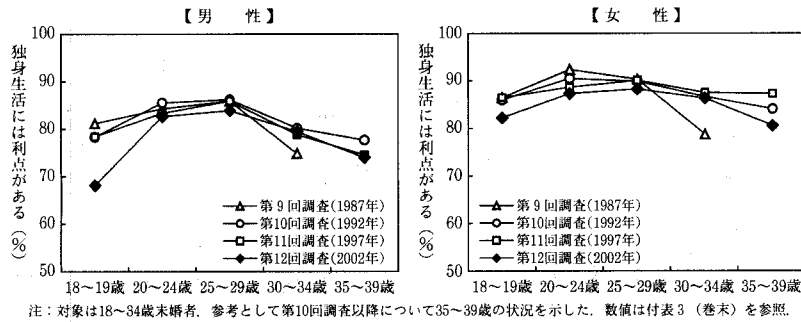 【男 性】
100
90
80
70
60
50
独身生活には利点がある（%）
第9回調査(1987年)
第10回調査(1992年)
第11回調査(1997年)
第12回調査(2002年)
18～19歳 20～24歳 25～29歳 30～34歳 35～39歳
【女 性】
100
90
80
70
60
50
独身生活には利点がある（%）
第9回調査(1987年)
第10回調査(1992年)
第11回調査(1997年)
第12回調査(2002年)
18～19歳 20～24歳 25～29歳 30～34歳 35～39歳
注：対象は18～34歳未婚者. 参考として第10回調査以降について35～39歳の状況を示した. 数値は付表3（巻末）を参照.